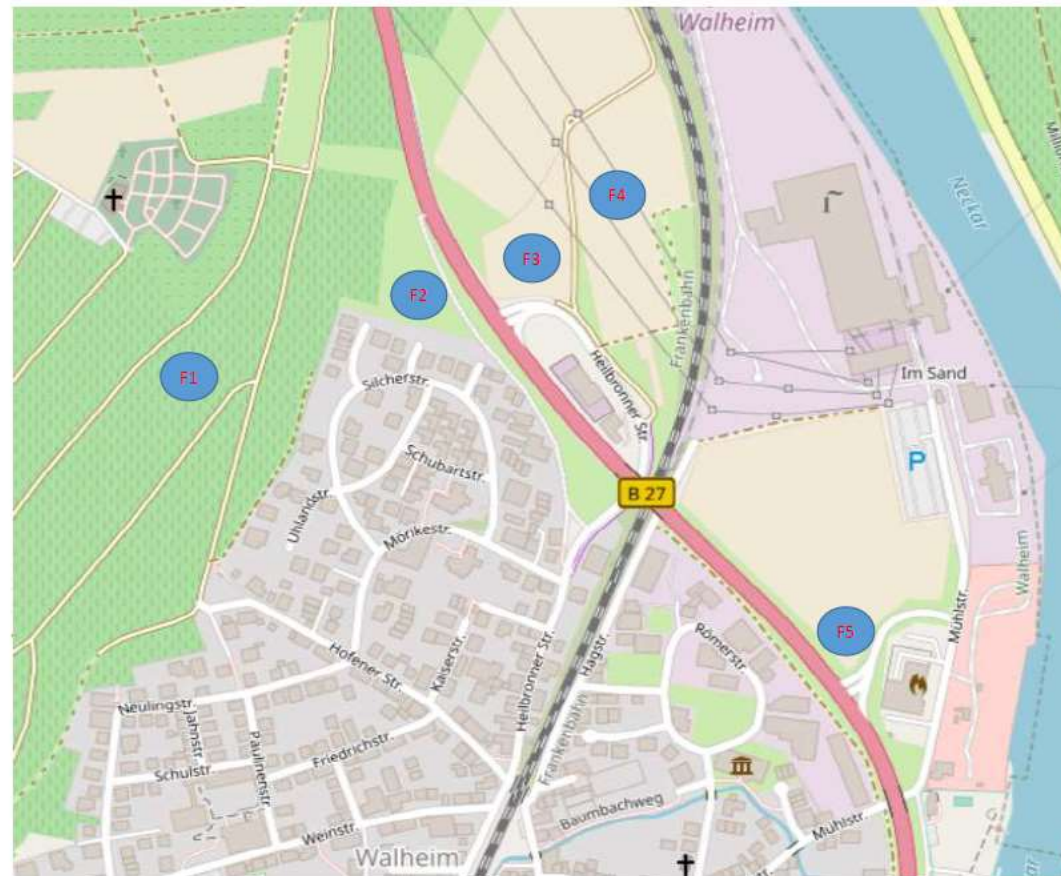 Walheim
Neckar
F4
F3
F2
F1
Frankenbahn
Heilbronner Str.
Im Sand
Silcherstr.
Schubartstr.
Uhlandstr.
Mörikestr.
P
B 27
Walheim
Mühlstr.
F5
Römerstr
Hagstr.
Kaiserstr.
Hofener Str.
Heilbronner Str.
Neulingstr.
Jahnstr.
Paulinenstr
Friedrichstr.
Schulstr.
Frankenbahn
Weinstr.
Baumbachweg
Mühlstr.
Walheim